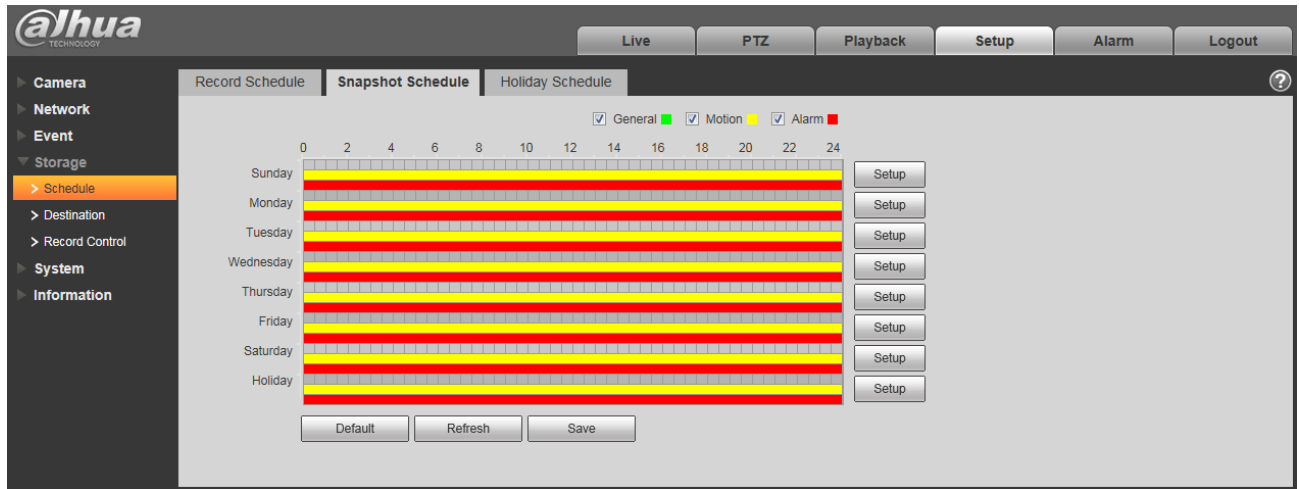 alhua
TECHNOLOGY
Live PTZ Playback Setup Alarm Logout
Camera
Network
Event
Storage
> Schedule
> Destination
> Record Control
System
Information
Record Schedule Snapshot Schedule Holiday Schedule ?
General Motion Alarm
0 2 4 6 8 10 12 14 16 18 20 22 24
Sunday Setup
Monday Setup
Tuesday Setup
Wednesday Setup
Thursday Setup
Friday Setup
Saturday Setup
Holiday Setup
Default Refresh Save